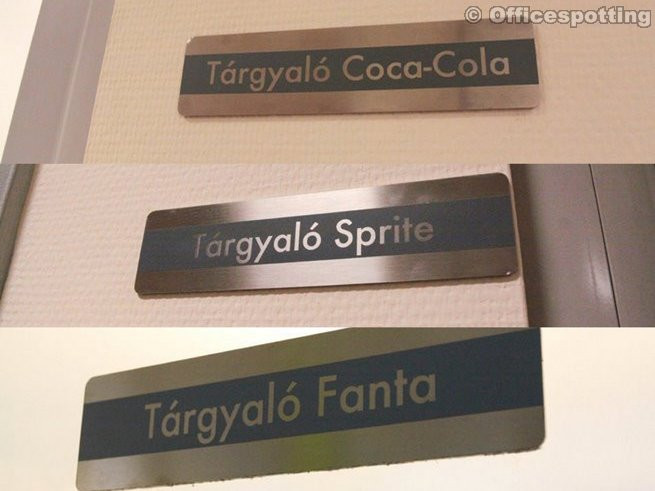 © Officespotting
Tárgyaló Coca-Cola
Tárgyaló Sprite
Tárgyaló Fanta